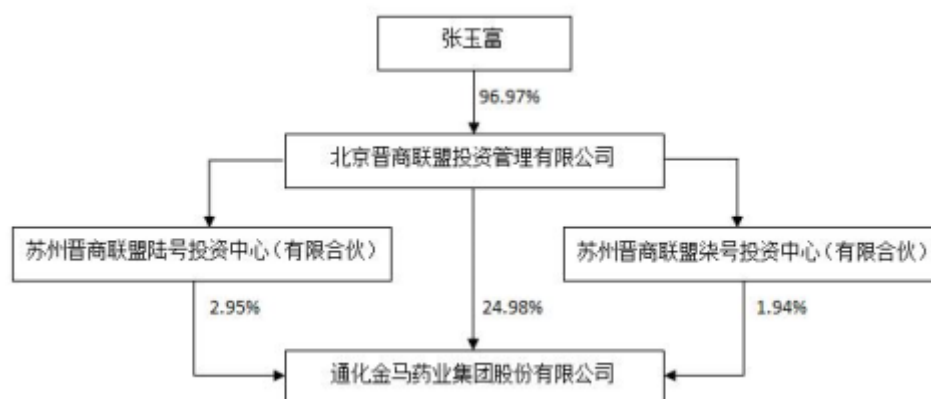 张玉富
96.97%
北京晋商联盟投资管理有限公司
苏州晋商联盟陆号投资中心（有限合伙）
苏州晋商联盟柒号投资中心（有限合伙）
2.95%
24.98%
1.94%
通化金马药业集团股份有限公司